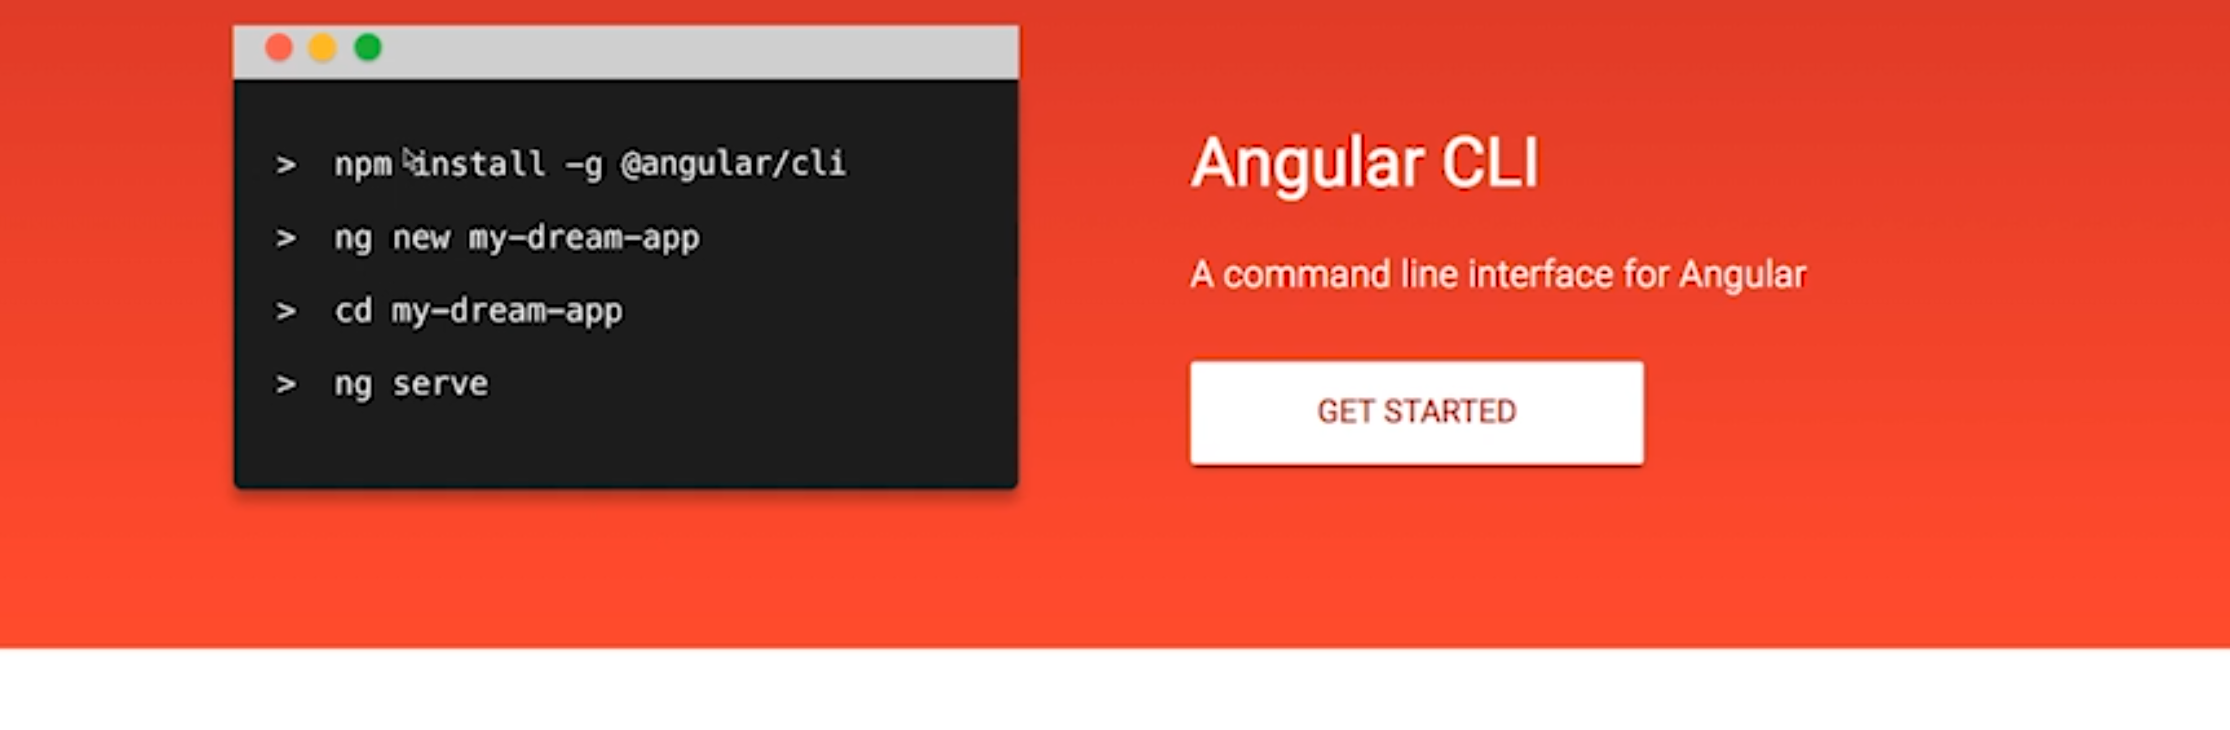 > npm install -g @angular/cli
> ng new my-dream-app
> cd my-dream-app
> ng serve
Angular CLI
A command line interface for Angular
GET STARTED